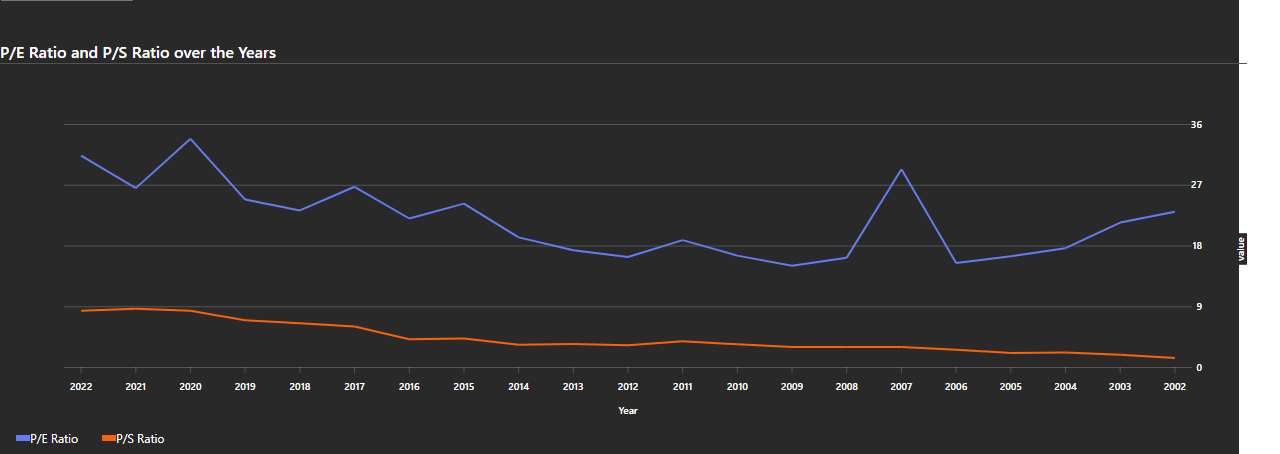 P/E Ratio and P/S Ratio over the Years
36
27
18
9
0
value
2022 2021 2020 2019 2018 2017 2016 2015 2014 2013 2012 2011 2010 2009 2008 2007 2006 2005 2004 2003 2002
Year
P/E Ratio P/S Ratio